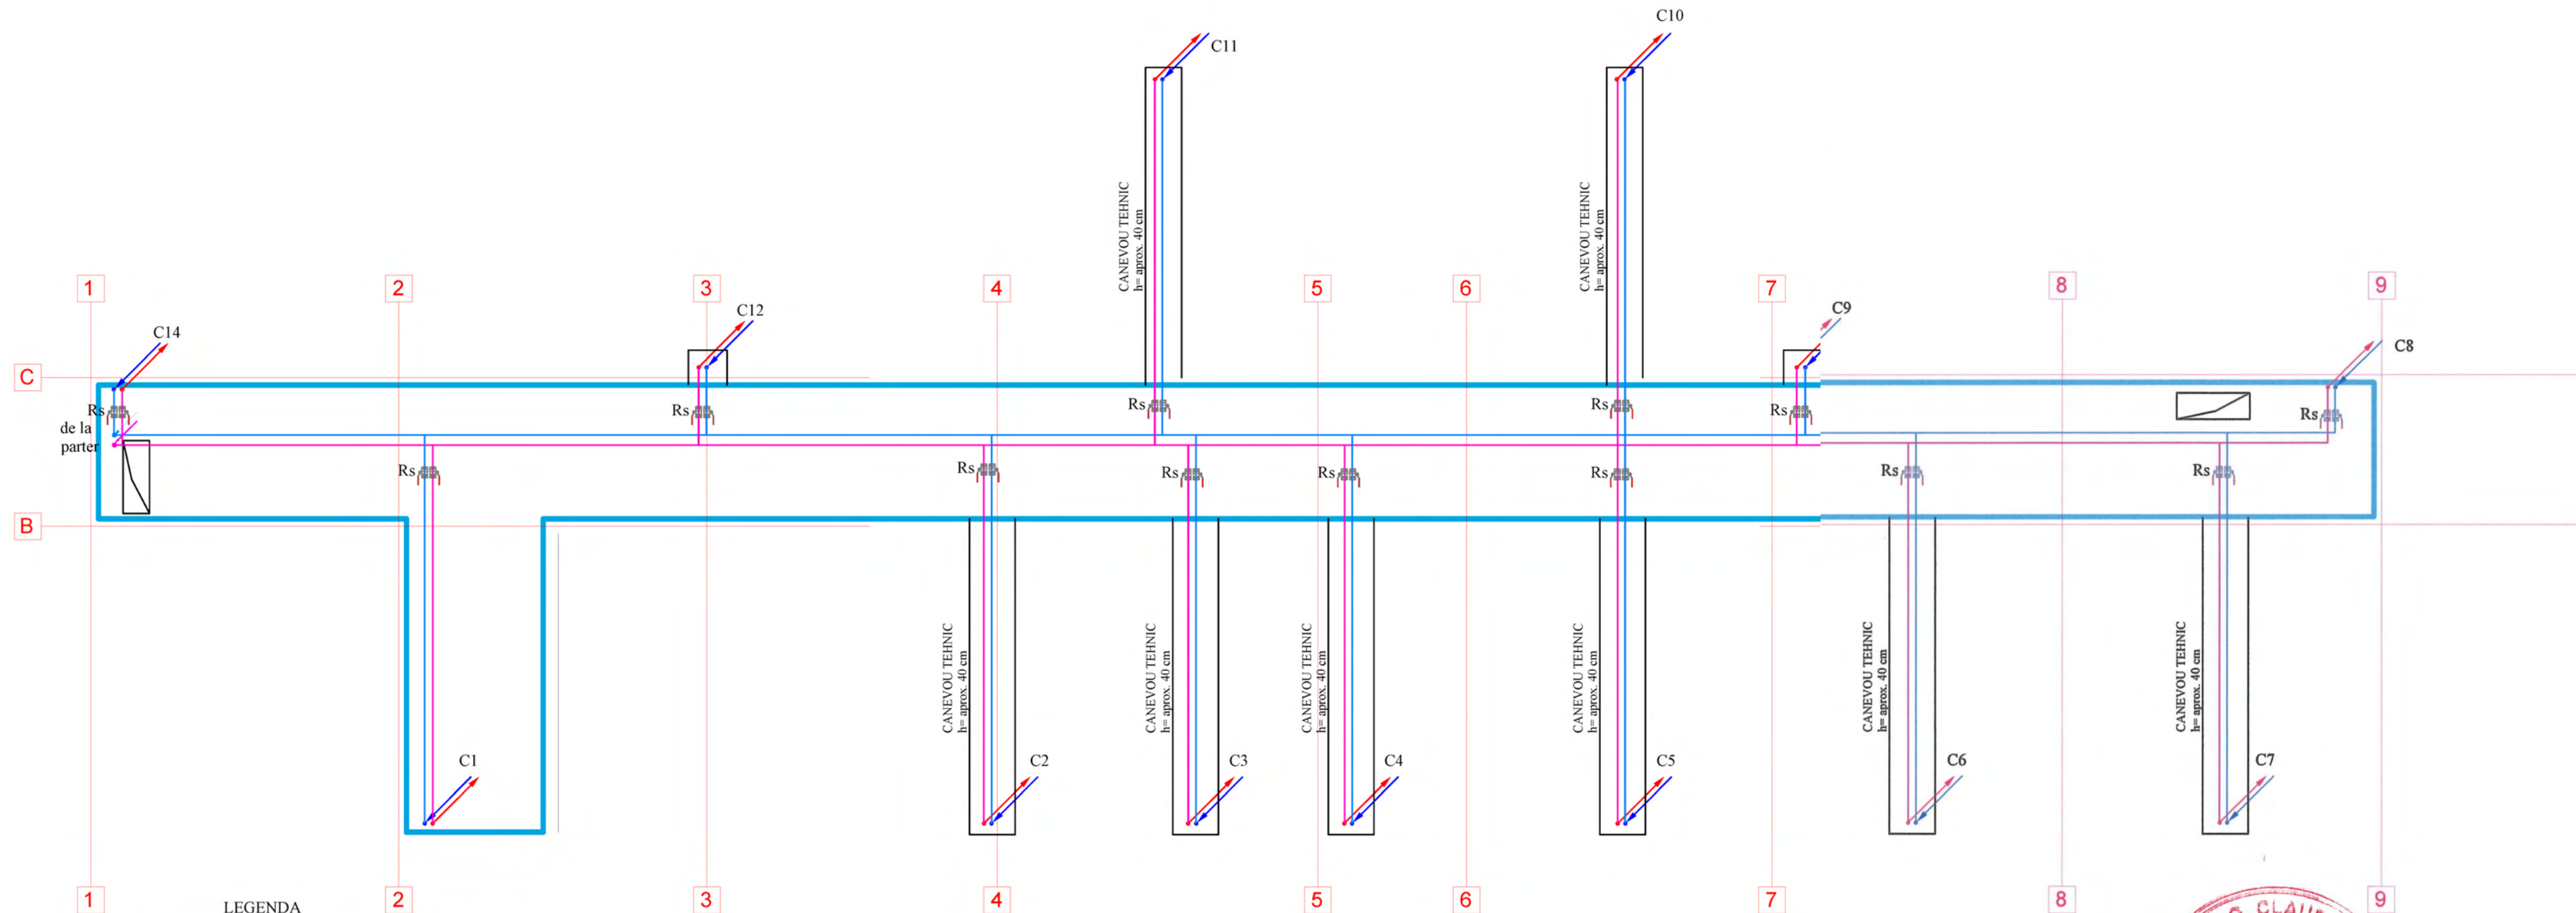 C10
C11
CANEVOU TEHNIC
h= aprox. 40 cm
CANEVOU TEHNIC
h= aprox. 40 cm
1
2
3
4
5
6
7
8
9
C14
C12
C9
C8
C
Rs
Rs
Rs
Rs
Rs
Rs
de la
parter
Rs
Rs
Rs
Rs
Rs
Rs
Rs
B
CANEVOU TEHNIC
h= aprox. 40 cm
CANEVOU TEHNIC
h= aprox. 40 cm
CANEVOU TEHNIC
h= aprox. 40 cm
CANEVOU TEHNIC
h= aprox. 40 cm
CANEVOU TEHNIC
h= aprox. 40 cm
CANEVOU TEHNIC
h= aprox. 40 cm
C1
C2
C3
C4
C5
C6
C7
1
2
3
4
5
6
7
8
9
LEGENDA